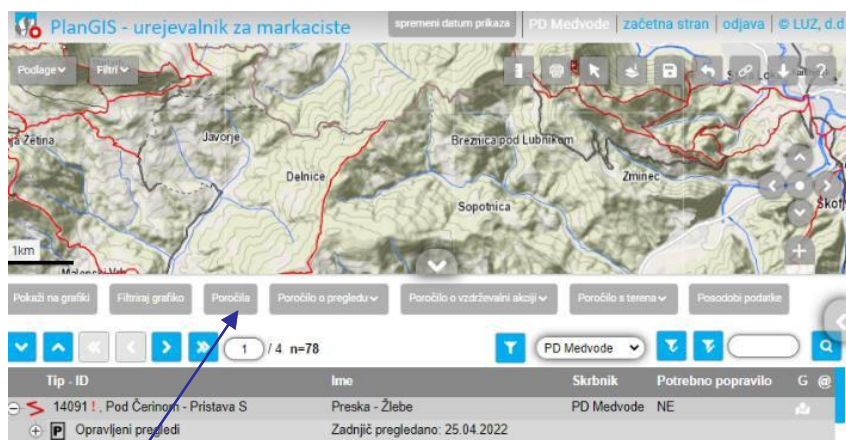 PlanGIS - urejevalnik za markaciste
spremeni datum prikaza
PD Medvode | začetna stran | odjava | © LUZ, d.d.
Podlage
Filtri
Žetina
Javorje
Breznica pod Lubnikom
Delnice
Zminec
Sopotnica
Škofj
1km
Pokaži na grafiki
Filtriraj grafiko
Poročila
Poročilo o pregledu
Poročilo o vzdrževalni akciji
Poročilo s terena
Posodobi podatke
1 / 4 n=78
PD Medvode
Tip - ID Ime Skrbnik Potrebno popravilo G @
14091 ! , Pod Čerinom - Pristava S Preska - Žlebe PD Medvode NE
P Opravljeni pregledi Zadnjič pregledano: 25.04.2022